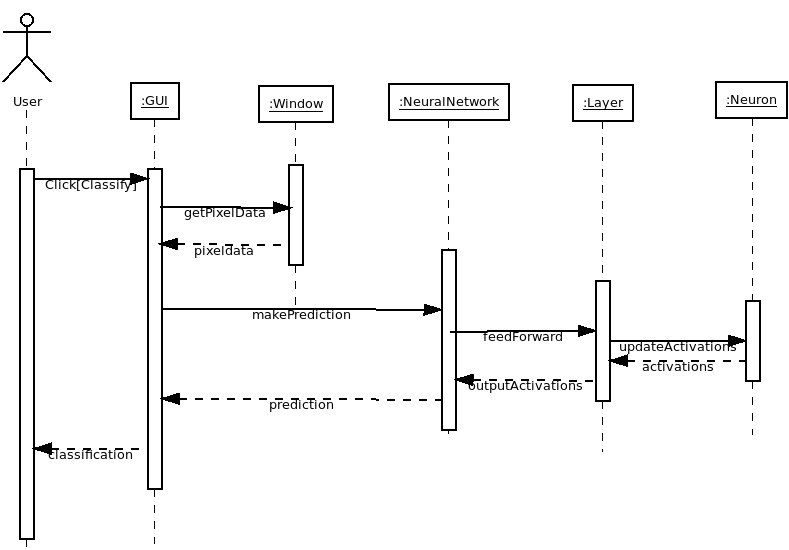 User
:GUI
:Window
:NeuralNetwork
:Layer
:Neuron
Click[Classify]
getPixelData
pixeldata
makePrediction
feedForward
updateActivations
activations
outputActivations
prediction
classification